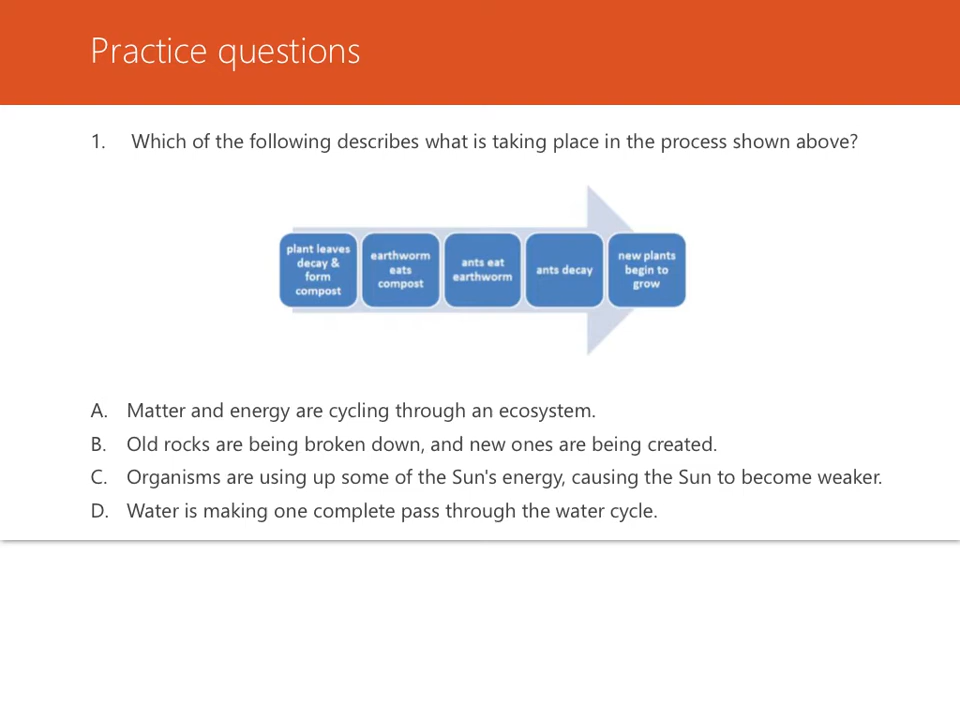 Practice questions
1. Which of the following describes what is taking place in the process shown above?
plant leaves
decay &
form
compost
earthworm
eats
compost
ants eat
earthworm
ants decay
new plants
begin to
grow
A. Matter and energy are cycling through an ecosystem.
B. Old rocks are being broken down, and new ones are being created.
C. Organisms are using up some of the Sun's energy, causing the Sun to become weaker.
D. Water is making one complete pass through the water cycle.